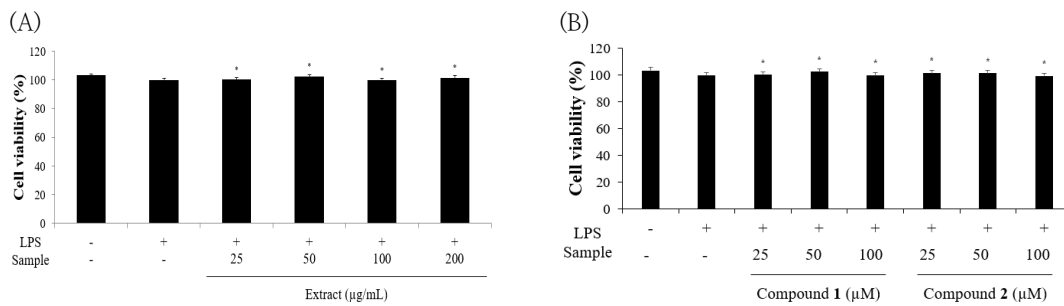 (A)
Cell viability (%)
120
100
80
60
40
20
0
* * * *
LPS - + + + + +
Sample - - 25 50 100 200
Extract (µg/mL)
(B)
Cell viability (%)
120
100
80
60
40
20
0
* * * * * *
LPS - + + + + + + +
Sample - - 25 50 100 25 50 100
Compound 1 (µM) Compound 2 (µM)